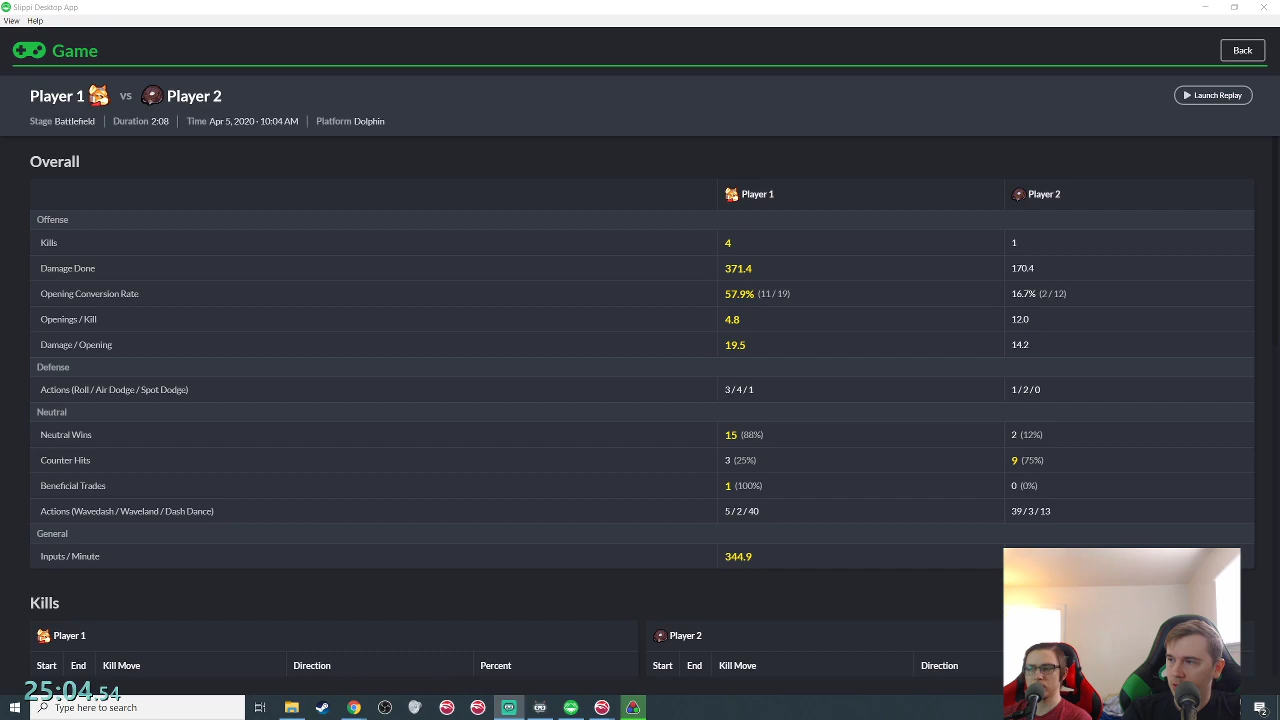 Slippi Desktop App
View Help
Game
Back
Player 1 vs Player 2
Launch Replay
Stage Battlefield Duration 2:08 Time Apr 5, 2020 · 10:04 AM Platform Dolphin
Overall
Player 1 Player 2
Offense
Kills 4 1
Damage Done 371.4 170.4
Opening Conversion Rate 57.9% (11 / 19) 16.7% (2 / 12)
Openings / Kill 4.8 12.0
Damage / Opening 19.5 14.2
Defense
Actions (Roll / Air Dodge / Spot Dodge) 3 / 4 / 1 1 / 2 / 0
Neutral
Neutral Wins 15 (88%) 2 (12%)
Counter Hits 3 (25%) 9 (75%)
Beneficial Trades 1 (100%) 0 (0%)
Actions (Wavedash / Waveland / Dash Dance) 5 / 2 / 40 39 / 3 / 13
General
Inputs / Minute 344.9
Kills
Player 1 Player 2
Start End Kill Move Direction Percent Start End Kill Move Direction
25:04.54
Type here to search
2